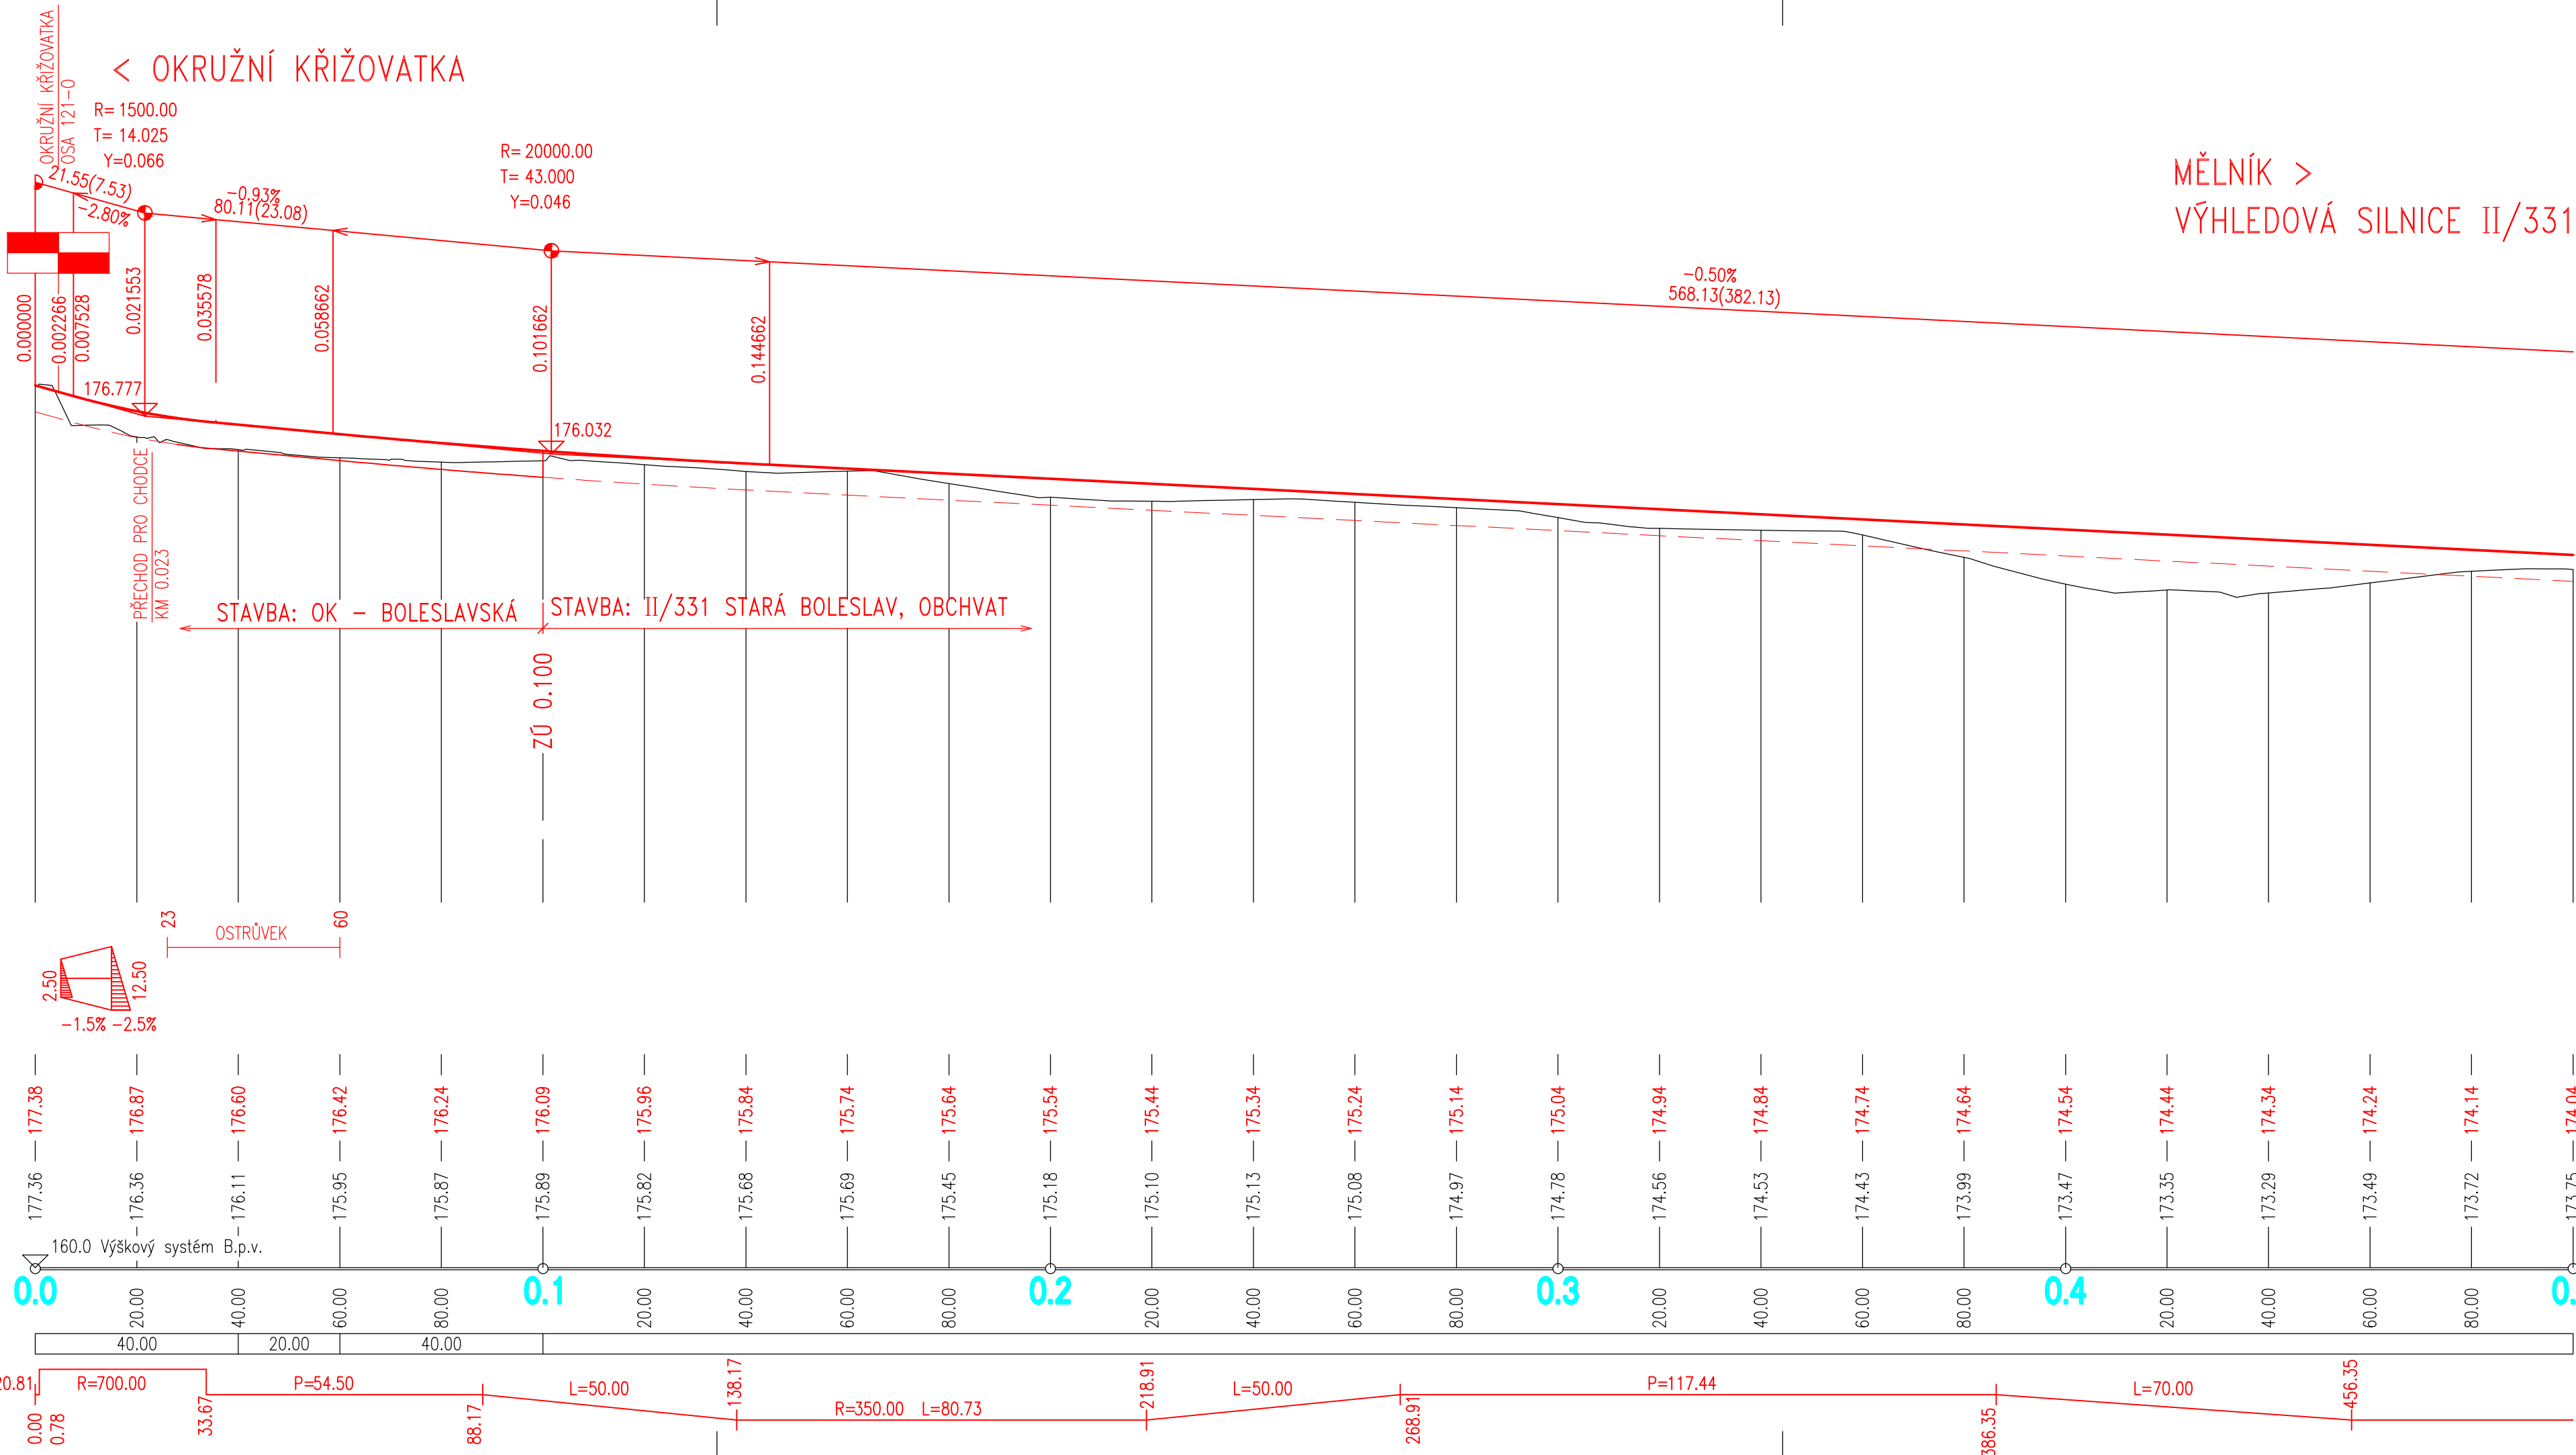 OKRUŽNÍ KŘIŽOVATKA
OSA 121-O
< OKRUŽNÍ KŘIŽOVATKA
R= 1500.00
T= 14.025
Y=0.066
R= 20000.00
T= 43.000
Y=0.046
MĚLNÍK >
VÝHLEDOVÁ SILNICE II/331
21.55(7.53)
-2.80%
-0.93%
80.11(23.08)
-0.50%
568.13(382.13)
0.000000
0.002266
0.007528
0.021553
0.035578
0.058662
0.101662
0.144662
176.777
176.032
PŘECHOD PRO CHODCE
KM 0.023
STAVBA: OK - BOLESLAVSKÁ
STAVBA: II/331 STARÁ BOLESLAV, OBCHVAT
ZÚ 0.100
23
OSTRŮVEK
60
2.50
12.50
-1.5% -2.5%
177.38 176.87 176.60 176.42 176.24 176.09 175.96 175.84 175.74 175.64 175.54 175.44 175.34 175.24 175.14 175.04 174.94 174.84 174.74 174.64 174.54 174.44 174.34 174.24 174.14 174.04
177.36 176.36 176.11 175.95 175.87 175.89 175.82 175.68 175.69 175.45 175.18 175.10 175.13 175.08 174.97 174.78 174.56 174.53 174.43 173.99 173.47 173.35 173.29 173.49 173.72 173.75
160.0 Výškový systém B.p.v.
0.0 20.00 40.00 60.00 80.00 0.1 20.00 40.00 60.00 80.00 0.2 20.00 40.00 60.00 80.00 0.3 20.00 40.00 60.00 80.00 0.4 20.00 40.00 60.00 80.00 0.
40.00 20.00 40.00
20.81 R=700.00 P=54.50 L=50.00 138.17 R=350.00 L=80.73 218.91 L=50.00 P=117.44 L=70.00 456.35
0.00 0.78 33.67 88.17 268.91 386.35